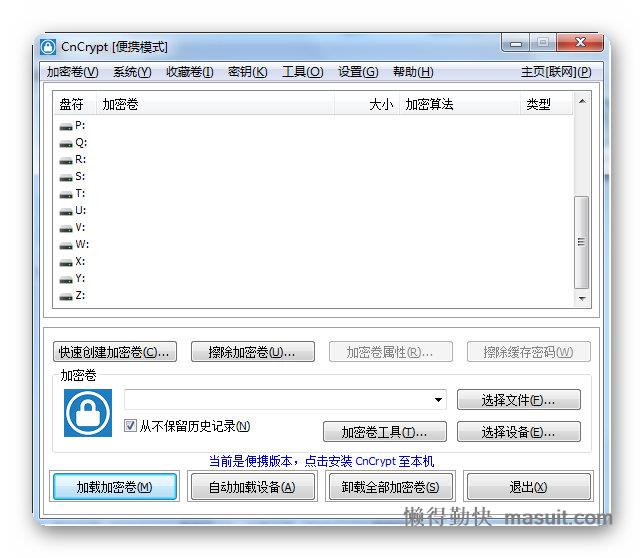 CnCrypt [便携模式]
加密卷(V) 系统(Y) 收藏卷(I) 密钥(K) 工具(O) 设置(G) 帮助(H) 主页[联网](P)
盘符 加密卷 大小 加密算法 类型
P:
Q:
R:
S:
T:
U:
V:
W:
X:
Y:
Z:
快速创建加密卷(C)... 擦除加密卷(U)... 加密卷属性(R)... 擦除缓存密码(W)
加密卷
选择文件(F)...
从不保留历史记录(N) 加密卷工具(T)... 选择设备(E)...
当前是便携版本，点击安装 CnCrypt 至本机
加载加密卷(M) 自动加载设备(A) 卸载全部加密卷(S) 退出(X)
懒得勤快 masuit.com